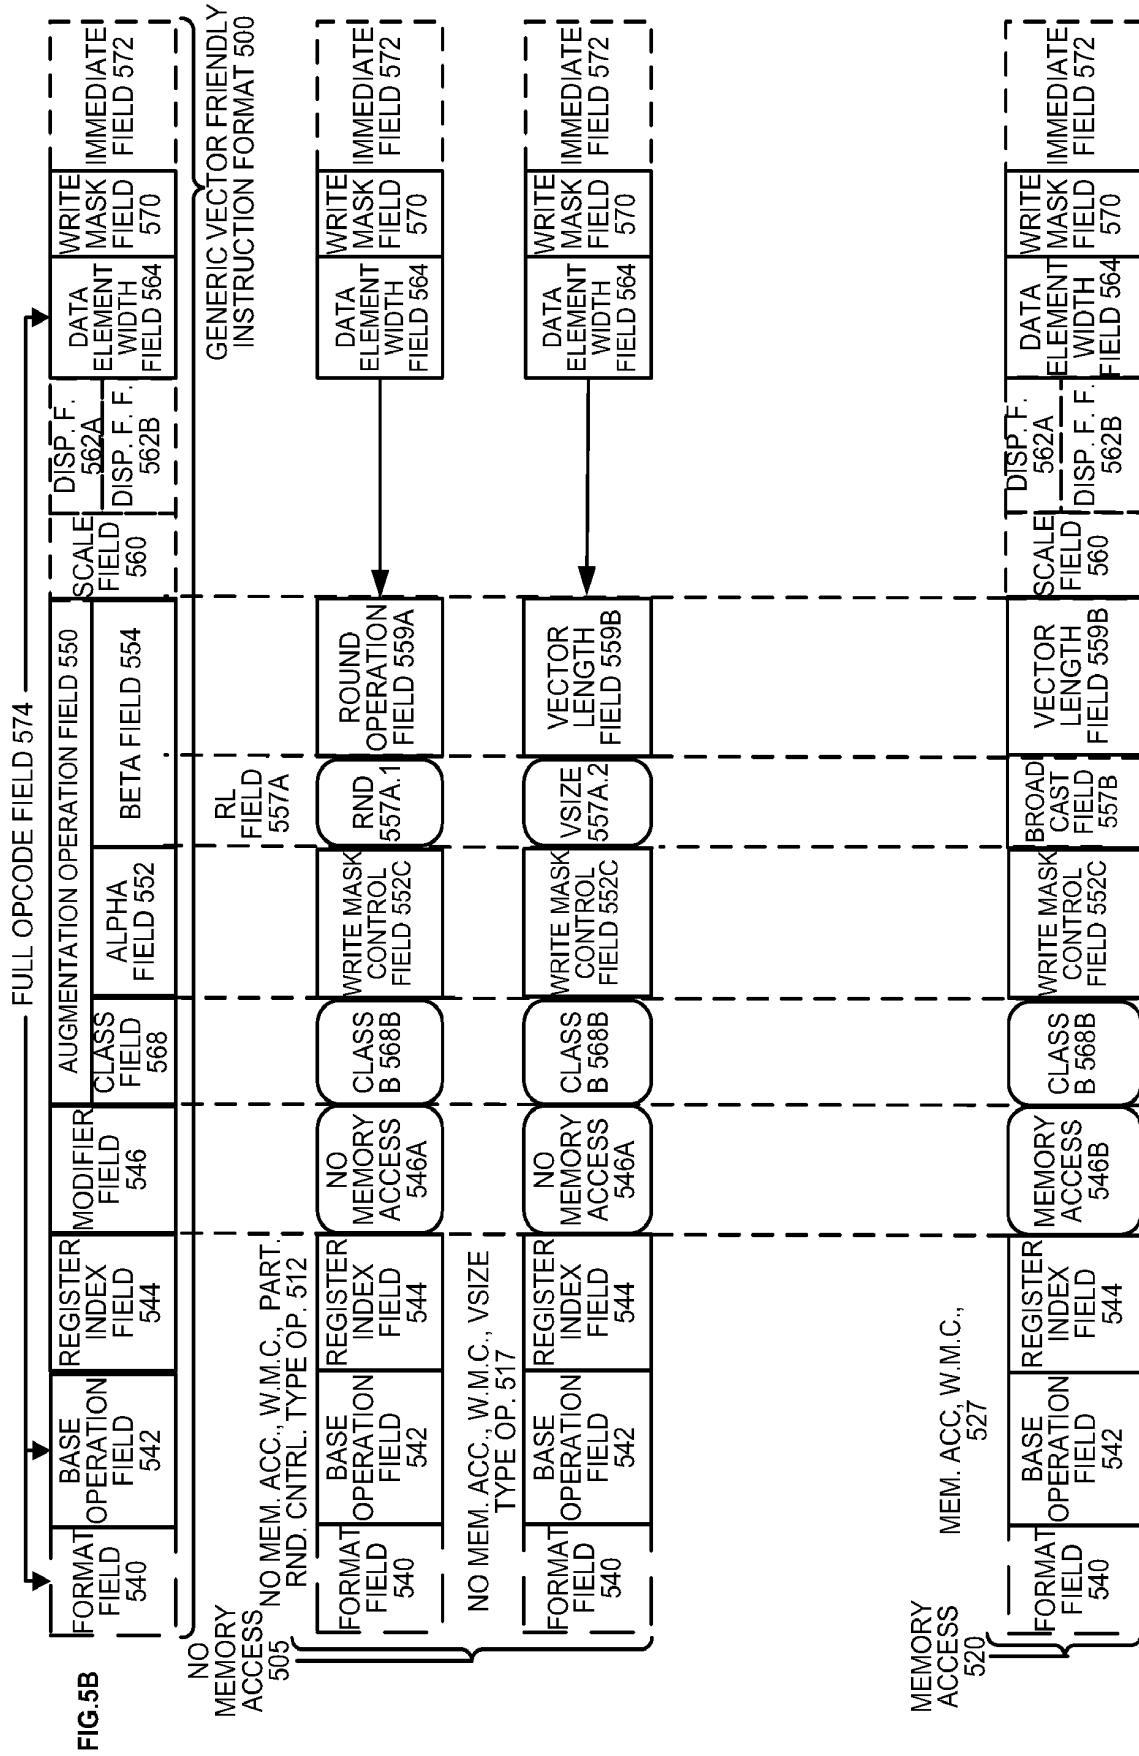 FIG.5B
FULL OPCODE FIELD 574
FORMAT
FIELD
540
BASE
OPERATION
FIELD
542
REGISTER
INDEX
FIELD
544
MODIFIER
FIELD
546
AUGMENTATION OPERATION FIELD 550
CLASS
FIELD
568
ALPHA
FIELD 552
BETA FIELD 554
SCALE
FIELD
560
DISP. F.
562A
DISP. F. F.
562B
DATA
ELEMENT
WIDTH
FIELD 564
WRITE
MASK
FIELD
570
IMMEDIATE
FIELD 572
GENERIC VECTOR FRIENDLY
INSTRUCTION FORMAT 500
NO
MEMORY
ACCESS
505
NO MEM. ACC., W.M.C., PART.
RND. CNTRL. TYPE OP. 512
RL
FIELD
557A
FORMAT
FIELD
540
BASE
OPERATION
FIELD
542
REGISTER
INDEX
FIELD
544
NO
MEMORY
ACCESS
546A
CLASS
B 568B
WRITE MASK
CONTROL
FIELD 552C
RND
557A.1
ROUND
OPERATION
FIELD 559A
DATA
ELEMENT
WIDTH
FIELD 564
WRITE
MASK
FIELD
570
IMMEDIATE
FIELD 572
NO MEM. ACC., W.M.C., VSIZE
TYPE OP. 517
FORMAT
FIELD
540
BASE
OPERATION
FIELD
542
REGISTER
INDEX
FIELD
544
NO
MEMORY
ACCESS
546A
CLASS
B 568B
WRITE MASK
CONTROL
FIELD 552C
VSIZE
557A.2
VECTOR
LENGTH
FIELD 559B
DATA
ELEMENT
WIDTH
FIELD 564
WRITE
MASK
FIELD
570
IMMEDIATE
FIELD 572
MEMORY
ACCESS
520
MEM. ACC, W.M.C.,
527
FORMAT
FIELD
540
BASE
OPERATION
FIELD
542
REGISTER
INDEX
FIELD
544
MEMORY
ACCESS
546B
CLASS
B 568B
WRITE MASK
CONTROL
FIELD 552C
BROAD
CAST
FIELD
557B
VECTOR
LENGTH
FIELD 559B
SCALE
FIELD
560
DISP. F.
562A
DISP. F. F.
562B
DATA
ELEMENT
WIDTH
FIELD 564
WRITE
MASK
FIELD
570
IMMEDIATE
FIELD 572